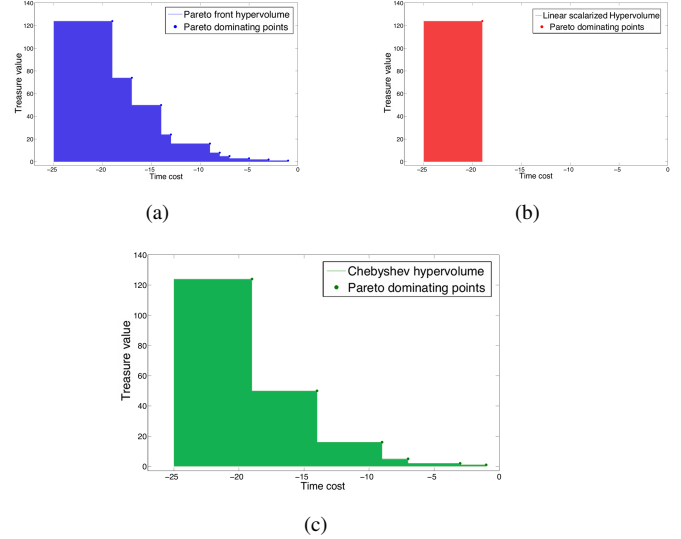 Pareto front hypervolume
Pareto dominating points
Treasure value
140
120
100
80
60
40
20
0
−25 −20 −15 −10 −5 0
Time cost
(a)
Linear scalarized Hypervolume
Pareto dominating points
Treasure value
140
120
100
80
60
40
20
0
−25 −20 −15 −10 −5 0
Time cost
(b)
Chebyshev hypervolume
Pareto dominating points
Treasure value
140
120
100
80
60
40
20
0
−25 −20 −15 −10 −5 0
Time cost
(c)